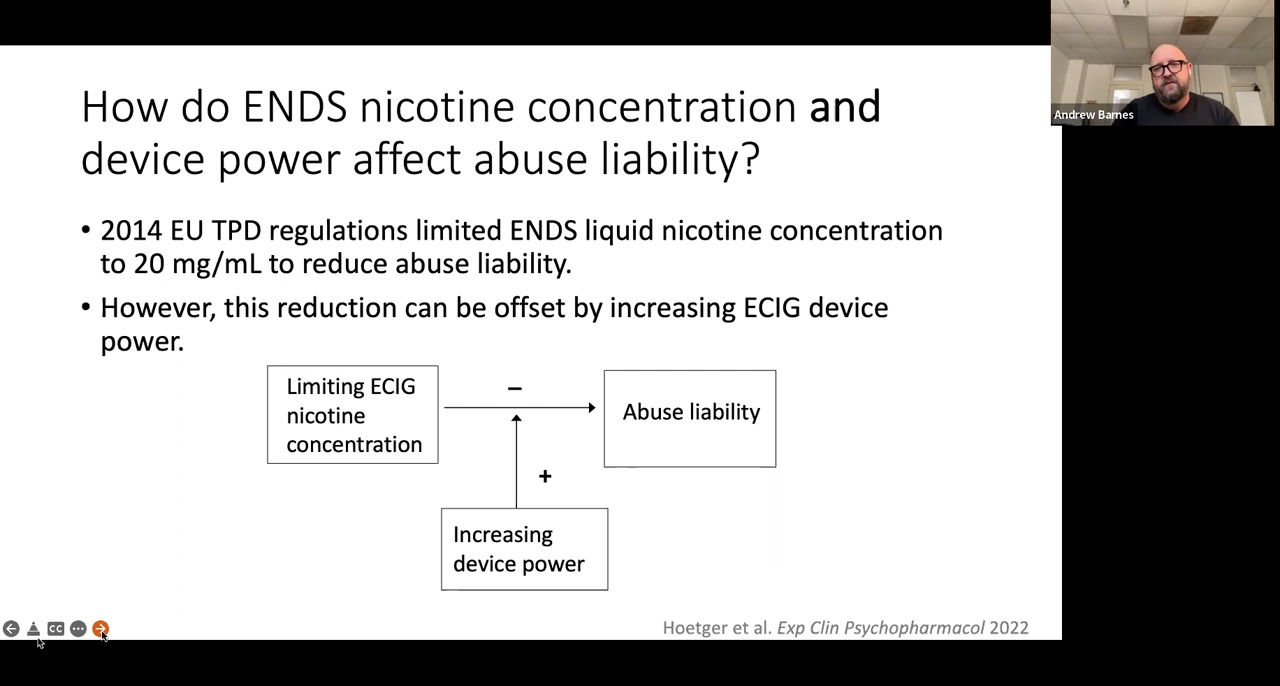 How do ENDS nicotine concentration and
device power affect abuse liability?
• 2014 EU TPD regulations limited ENDS liquid nicotine concentration
to 20 mg/mL to reduce abuse liability.
• However, this reduction can be offset by increasing ECIG device
power.
Limiting ECIG
nicotine
concentration
–
Abuse liability
+
Increasing
device power
CC
Hoetger et al. Exp Clin Psychopharmacol 2022
Andrew Barnes